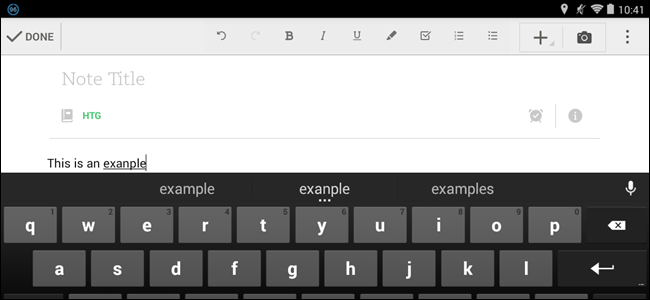 96 10:41
DONE B I U
Note Title
HTG
This is an exanple
example exanple examples
q 1 w 2 e 3 r 4 t 5 y 6 u 7 i 8 o 9 p 0
a s d f g h j k l